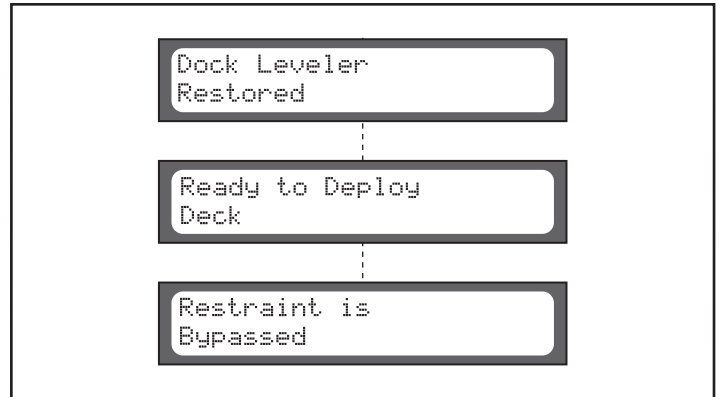 Dock Leveler
Restored
Ready to Deploy
Deck
Restraint is
Bypassed